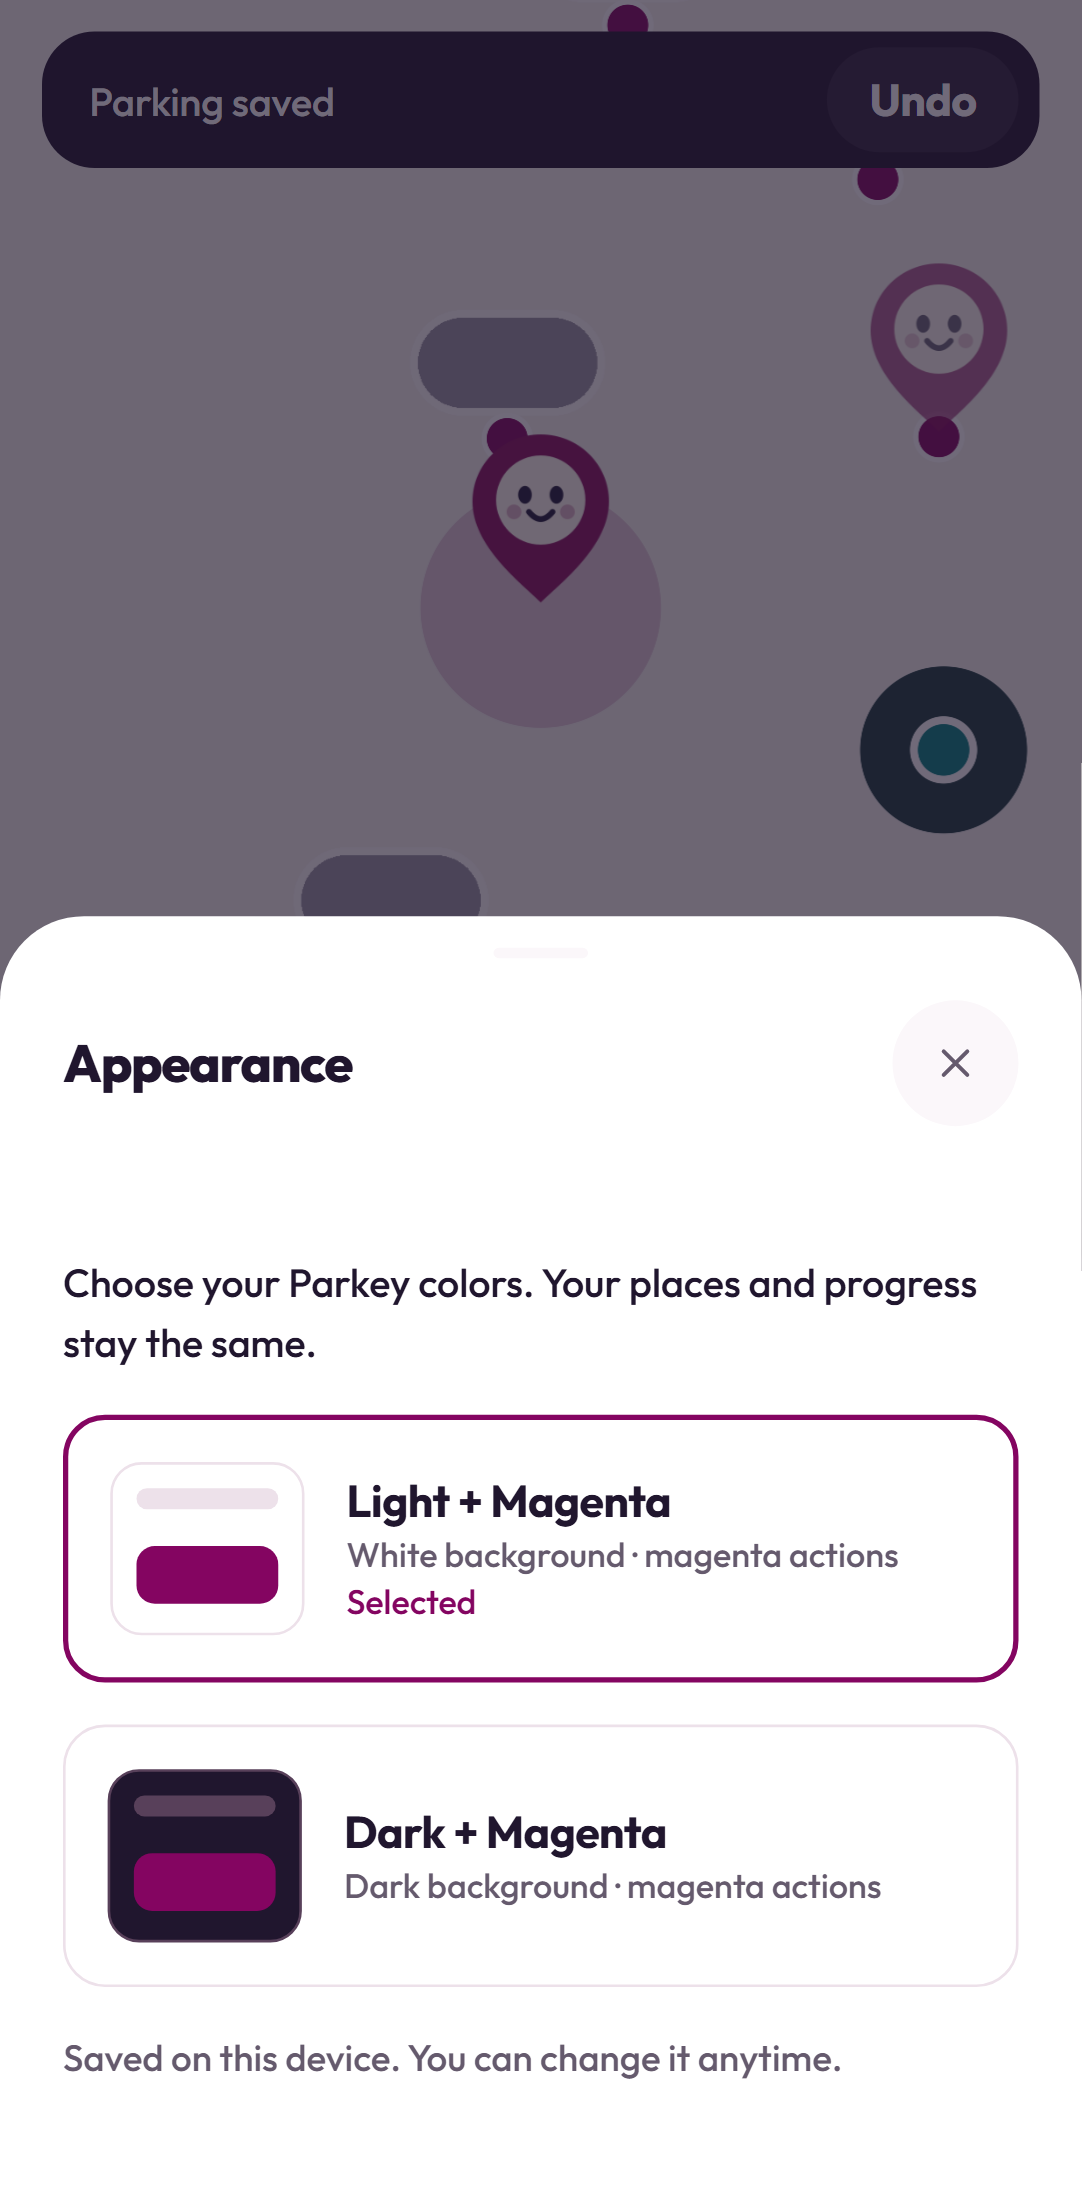 Parking saved
Undo
Appearance
Choose your Parkey colors. Your places and progress
stay the same.
Light + Magenta
White background · magenta actions
Selected
Dark + Magenta
Dark background · magenta actions
Saved on this device. You can change it anytime.